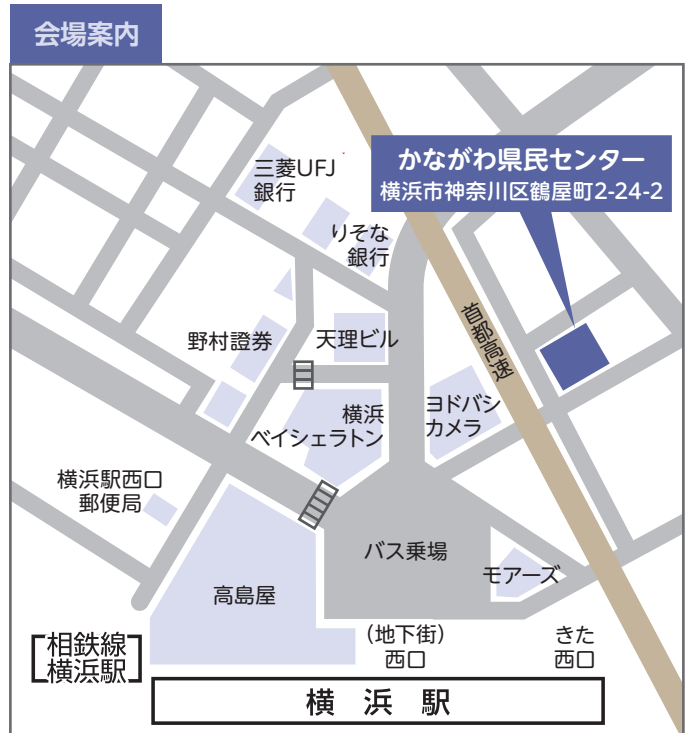 会場案内
かながわ県民センター
横浜市神奈川区鶴屋町2-24-2
三菱UFJ
銀行
りそな
銀行
首都高速
野村證券
天理ビル
横浜
ベイシェラトン
ヨドバシ
カメラ
横浜駅西口
郵便局
バス乗場
モアーズ
高島屋
(地下街)
西口
きた
西口
[相鉄線
横浜駅]
横浜駅